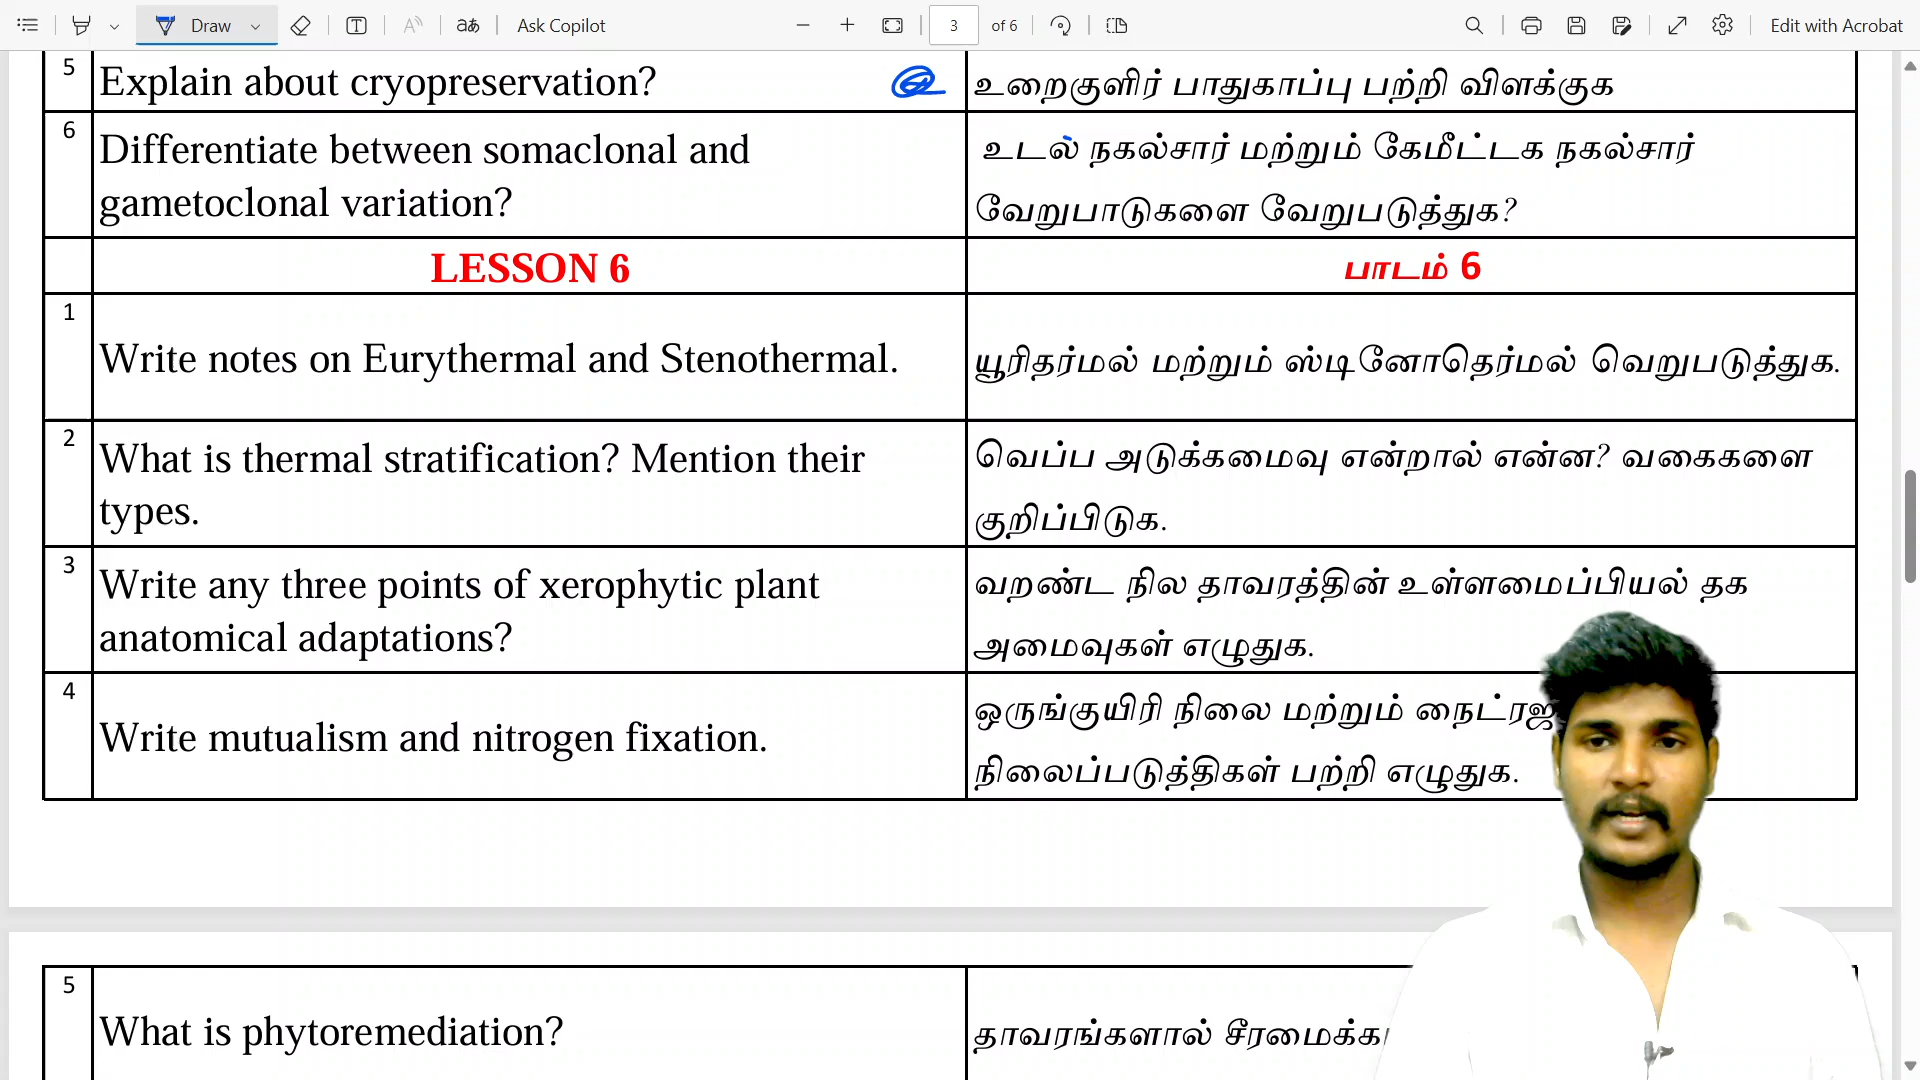 Draw
Ask Copilot
3 of 6
Edit with Acrobat
5
Explain about cryopreservation?
உறைகுளிர் பாதுகாப்பு பற்றி விளக்குக
6
Differentiate between somaclonal and
gametoclonal variation?
உடல் நகல்சார் மற்றும் கேமீட்டக நகல்சார்
வேறுபாடுகளை வேறுபடுத்துக?
LESSON 6
பாடம் 6
1
Write notes on Eurythermal and Stenothermal.
யூரிதர்மல் மற்றும் ஸ்டினோதெர்மல் வெறுபடுத்துக.
2
What is thermal stratification? Mention their
types.
வெப்ப அடுக்கமைவு என்றால் என்ன? வகைகளை
குறிப்பிடுக.
3
Write any three points of xerophytic plant
anatomical adaptations?
வறண்ட நில தாவரத்தின் உள்ளமைப்பியல் தக
அமைவுகள் எழுதுக.
4
Write mutualism and nitrogen fixation.
ஒருங்குயிரி நிலை மற்றும்
நிலைப்படுத்திகள் பற்றி எழுதுக.
5
What is phytoremediation?
தாவரங்களால்